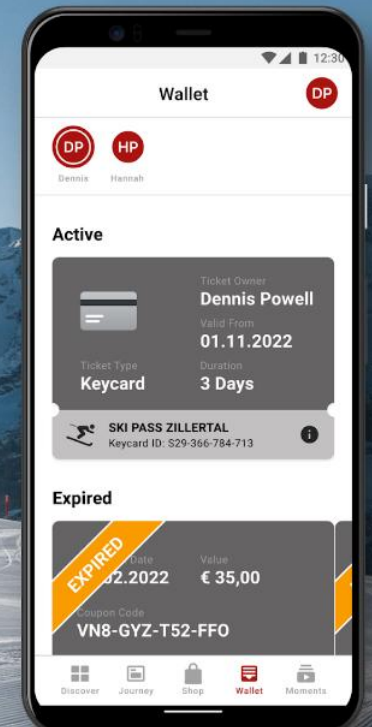 12:30
Wallet
DP
DP HP
Dennis Hannah
Active
Ticket Owner
Dennis Powell
Valid From
01.11.2022
Ticket Type Duration
Keycard 3 Days
SKI PASS ZILLERTAL
Keycard ID: S29-366-784-713
i
Expired
EXPIRED
Date Value
02.2022 € 35,00
Coupon Code
VN8-GYZ-T52-FFO
Discover Journey Shop Wallet Moments